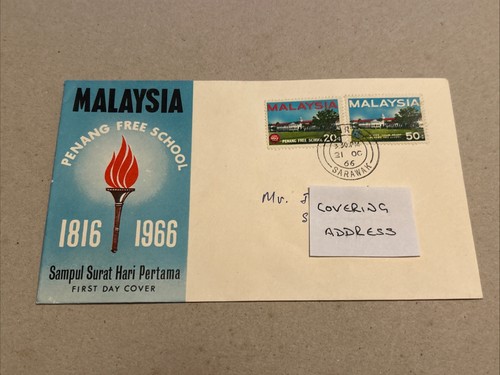 MALAYSIA
PENANG FREE SCHOOL
1816 1966
Sampul Surat Hari Pertama
FIRST DAY COVER
MALAYSIA
PENANG FREE SCHOOL 20c
MALAYSIA
50c
21 OC
66
SARAWAK
Mr.
COVERING
ADDRESS